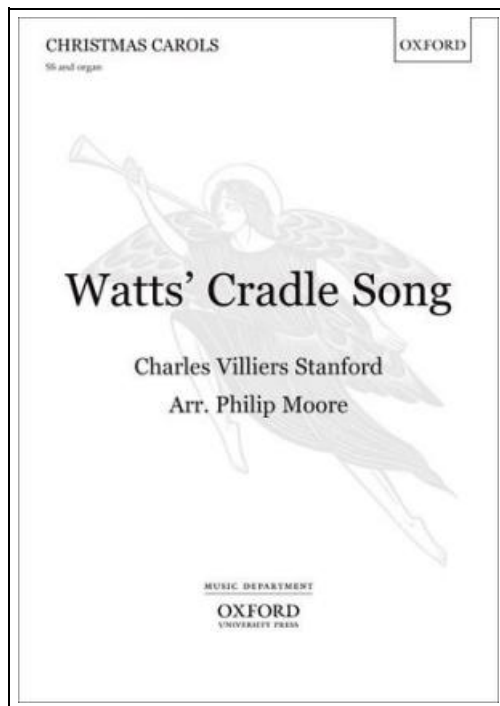 CHRISTMAS CAROLS
OXFORD
SS and organ
Watts’ Cradle Song
Charles Villiers Stanford
Arr. Philip Moore
MUSIC DEPARTMENT
OXFORD
UNIVERSITY PRESS